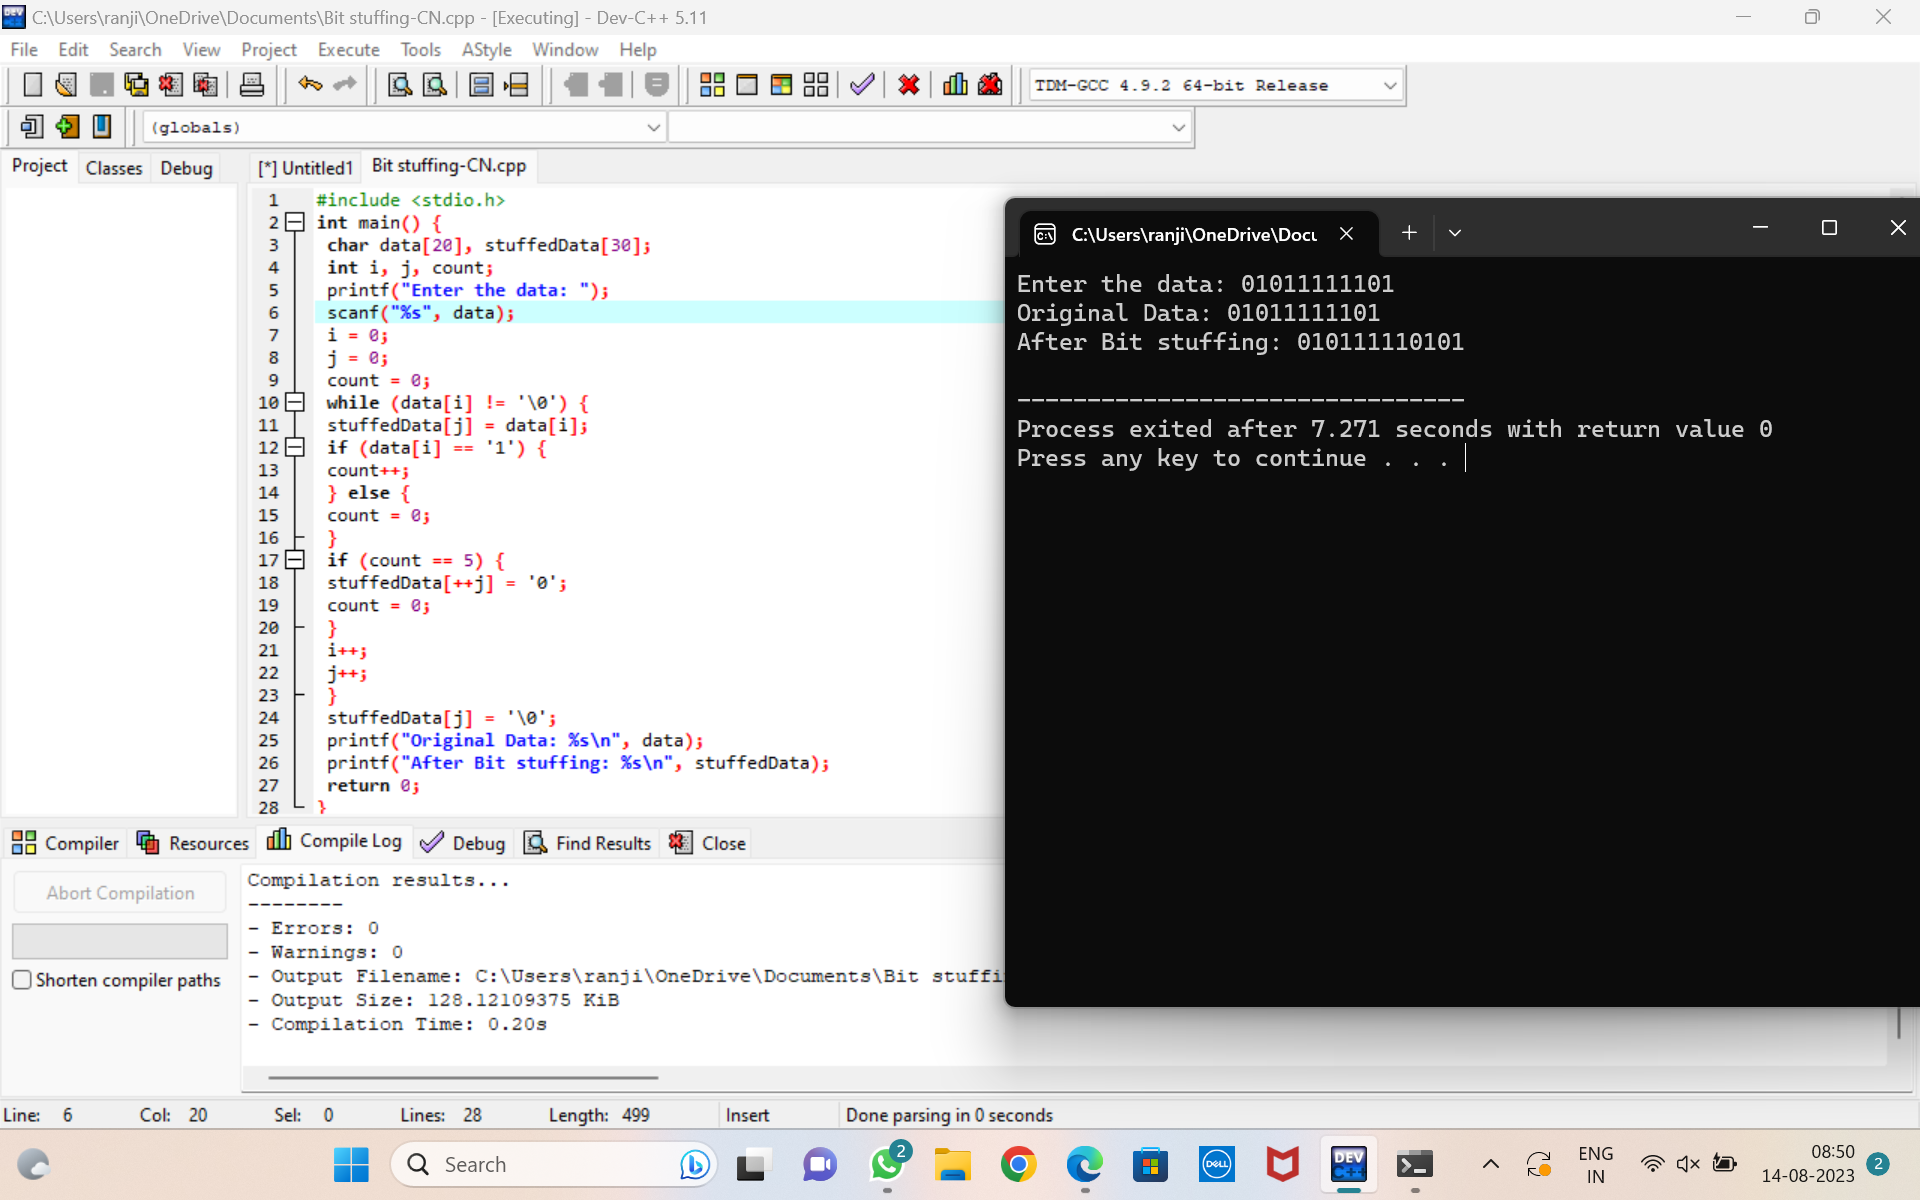 C:\Users\ranji\OneDrive\Documents\Bit stuffing-CN.cpp - [Executing] - Dev-C++ 5.11
File Edit Search View Project Execute Tools AStyle Window Help
TDM-GCC 4.9.2 64-bit Release
(globals)
Project Classes Debug [*] Untitled1 Bit stuffing-CN.cpp
1 #include <stdio.h>
2 int main() {
3 char data[20], stuffedData[30];
4 int i, j, count;
5 printf("Enter the data: ");
6 scanf("%s", data);
7 i = 0;
8 j = 0;
9 count = 0;
10 while (data[i] != '\0') {
11 stuffedData[j] = data[i];
12 if (data[i] == '1') {
13 count++;
14 } else {
15 count = 0;
16 }
17 if (count == 5) {
18 stuffedData[++j] = '0';
19 count = 0;
20 }
21 i++;
22 j++;
23 }
24 stuffedData[j] = '\0';
25 printf("Original Data: %s\n", data);
26 printf("After Bit stuffing: %s\n", stuffedData);
27 return 0;
28 }
C:\Users\ranji\OneDrive\Docu
Enter the data: 01011111101
Original Data: 01011111101
After Bit stuffing: 010111110101
--------------------------------
Process exited after 7.271 seconds with return value 0
Press any key to continue . . .
Compiler Resources Compile Log Debug Find Results Close
Abort Compilation
Shorten compiler paths
Compilation results...
--------
- Errors: 0
- Warnings: 0
- Output Filename: C:\Users\ranji\OneDrive\Documents\Bit stuffi
- Output Size: 128.12109375 KiB
- Compilation Time: 0.20s
Line: 6 Col: 20 Sel: 0 Lines: 28 Length: 499 Insert Done parsing in 0 seconds
Search
2
DELL
DEV C++
ENG
IN
08:50
14-08-2023
2